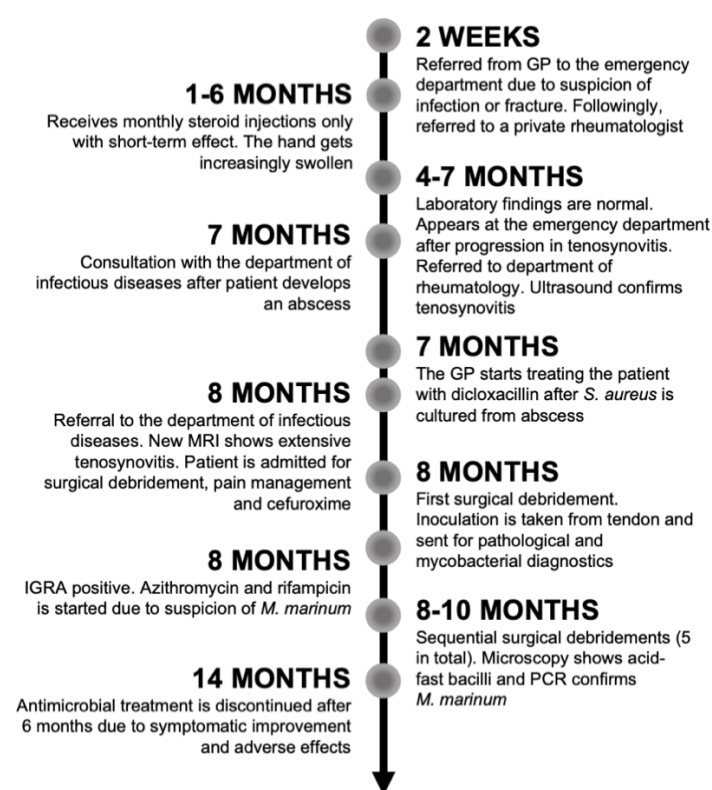 2 WEEKS
Referred from GP to the emergency
department due to suspicion of
infection or fracture. Followingly,
referred to a private rheumatologist
1-6 MONTHS
Receives monthly steroid injections only
with short-term effect. The hand gets
increasingly swollen
4-7 MONTHS
Laboratory findings are normal.
Appears at the emergency department
after progression in tenosynovitis.
Referred to department of
rheumatology. Ultrasound confirms
tenosynovitis
7 MONTHS
Consultation with the department of
infectious diseases after patient develops
an abscess
7 MONTHS
The GP starts treating the patient
with dicloxacillin after S. aureus is
cultured from abscess
8 MONTHS
Referral to the department of infectious
diseases. New MRI shows extensive
tenosynovitis. Patient is admitted for
surgical debridement, pain management
and cefuroxime
8 MONTHS
First surgical debridement.
Inoculation is taken from tendon and
sent for pathological and
mycobacterial diagnostics
8 MONTHS
IGRA positive. Azithromycin and rifampicin
is started due to suspicion of M. marinum
8-10 MONTHS
Sequential surgical debridements (5
in total). Microscopy shows acid-
fast bacilli and PCR confirms
M. marinum
14 MONTHS
Antimicrobial treatment is discontinued after
6 months due to symptomatic improvement
and adverse effects